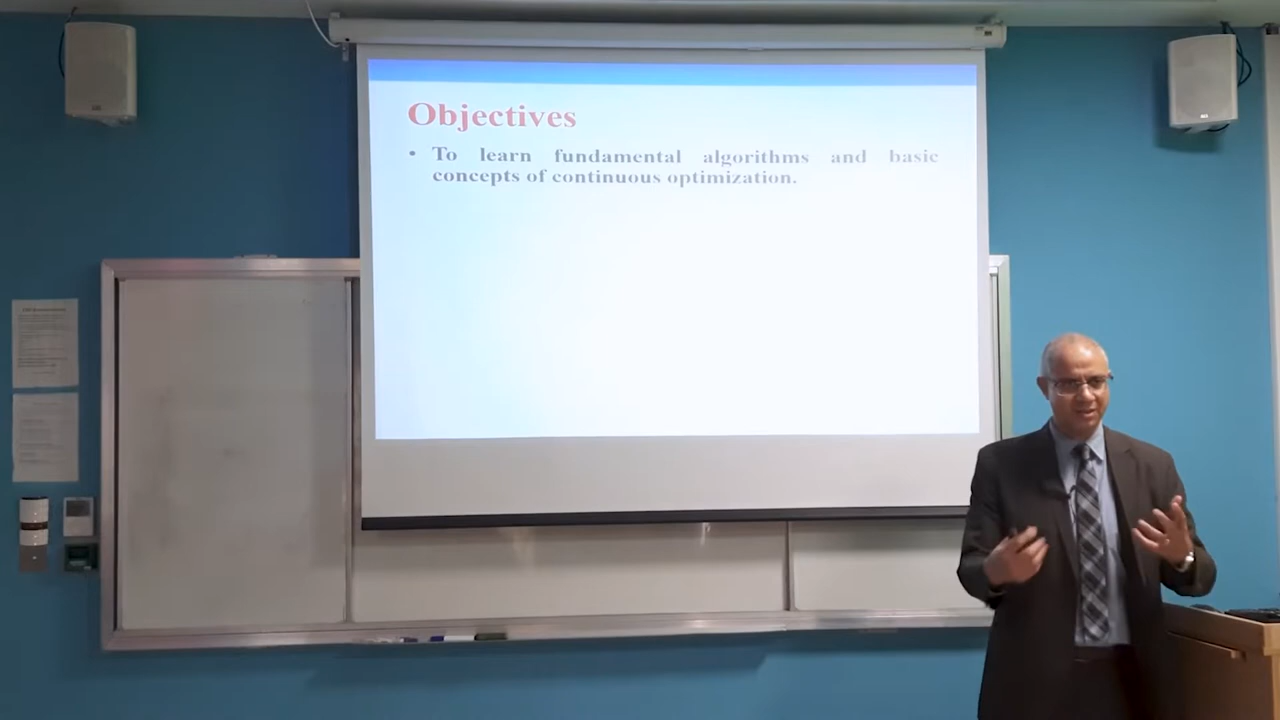 Objectives
• To learn fundamental algorithms and basic
concepts of continuous optimization.